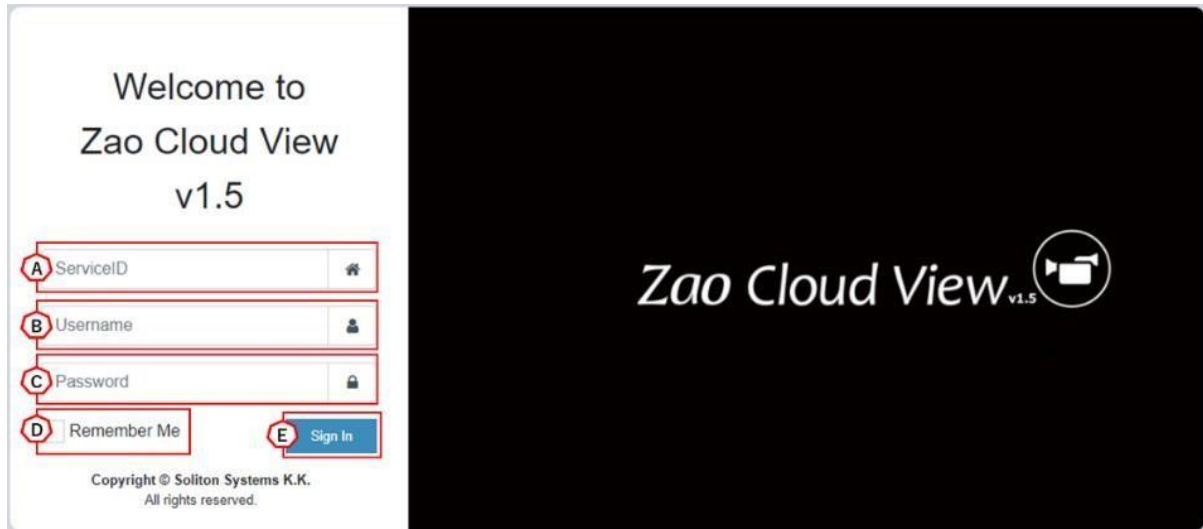 Welcome to
Zao Cloud View
v1.5
A ServiceID
B Username
C Password
D Remember Me
E Sign In
Copyright © Soliton Systems K.K.
All rights reserved.
Zao Cloud View v1.5